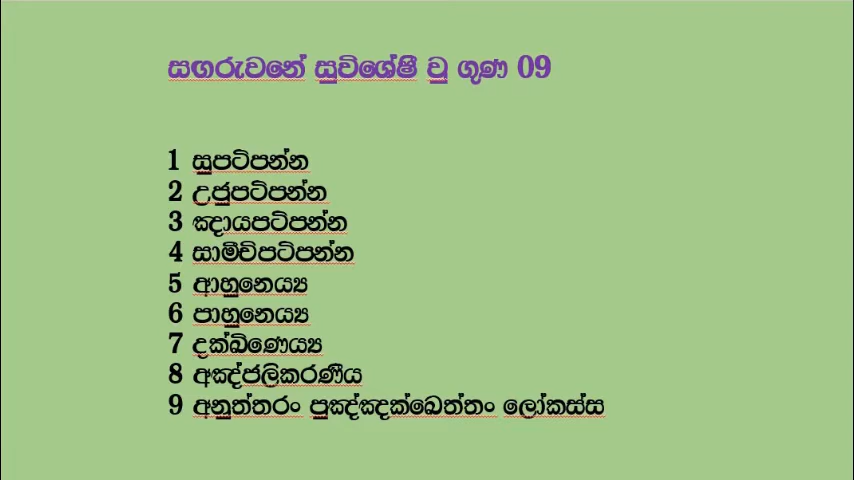 සඟරුවනේ සුවිශේෂී වු ගුණ 09
1 සුපටිපන්න
2 උජුපටිපන්න
3 ඤායපටිපන්න
4 සාමීචිපටිපන්න
5 ආහුනෙය්‍ය
6 පාහුනෙය්‍ය
7 දක්ඛිණෙය්‍ය
8 අඤ්ජලිකරණීය
9 අනුත්තරං පුඤ්ඤක්ඛෙත්තං ලෝකස්ස